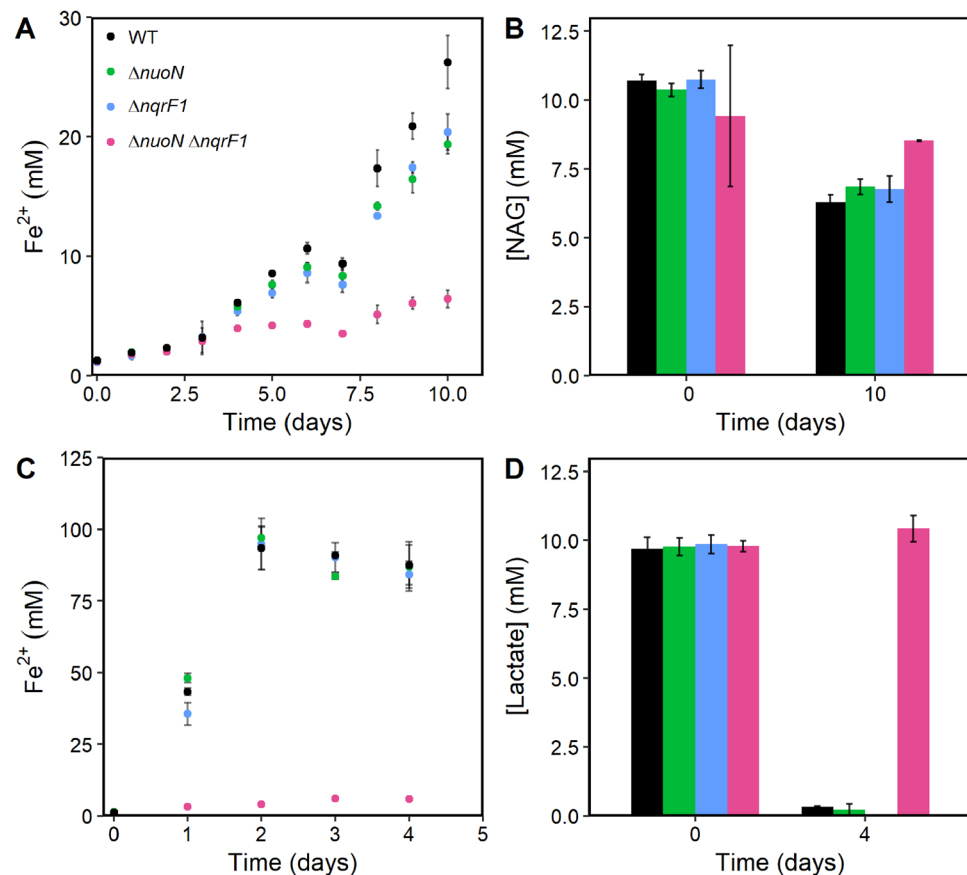 A
30
20
10
0
Fe²⁺ (mM)
WT
ΔnuoN
ΔnqrF1
ΔnuoN ΔnqrF1
0.0 2.5 5.0 7.5 10.0
Time (days)
B
12.5
10.0
7.5
5.0
2.5
0.0
[NAG] (mM)
0 10
Time (days)
C
125
100
75
50
25
0
Fe²⁺ (mM)
0 1 2 3 4 5
Time (days)
D
12.5
10.0
7.5
5.0
2.5
0.0
[Lactate] (mM)
0 4
Time (days)